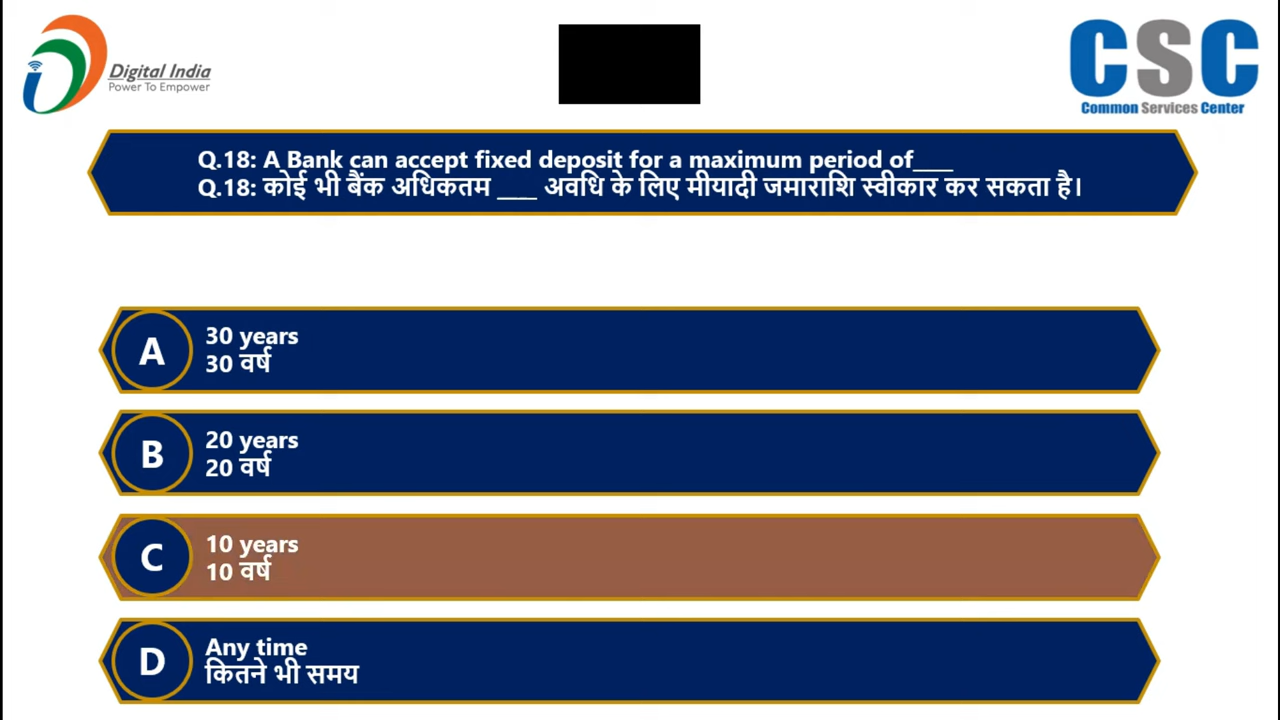 Digital India
Power To Empower
CSC
Common Services Center
Q.18: A Bank can accept fixed deposit for a maximum period of___
Q.18: कोई भी बैंक अधिकतम ___ अवधि के लिए मीयादी जमाराशि स्वीकार कर सकता है।
A
30 years
30 वर्ष
B
20 years
20 वर्ष
C
10 years
10 वर्ष
D
Any time
कितने भी समय